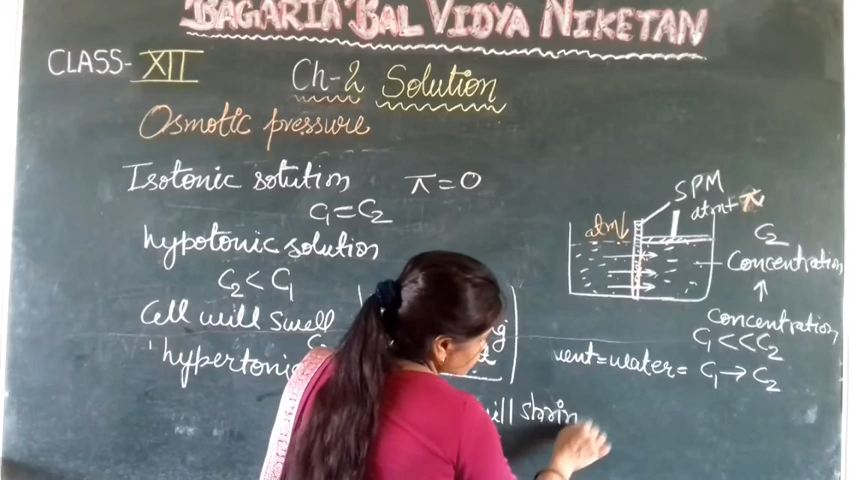 BAGARIA BAL VIDYA NIKETAN
CLASS- XII
Ch-2 Solution
Osmotic pressure
Isotonic solution π = 0
C1 = C2
hypotonic solution
C2 < C1
Cell will swell
hypertonic
will shrin
SPM
atm↓
atm + π
C2
Concentration
↑
concentration
C1 << C2
vent = water = C1 → C2